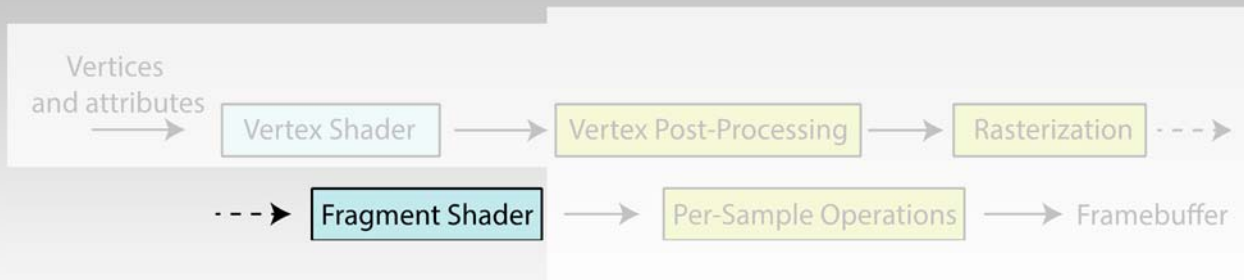 Vertices
and attributes
Vertex Shader
Vertex Post-Processing
Rasterization
Fragment Shader
Per-Sample Operations
Framebuffer